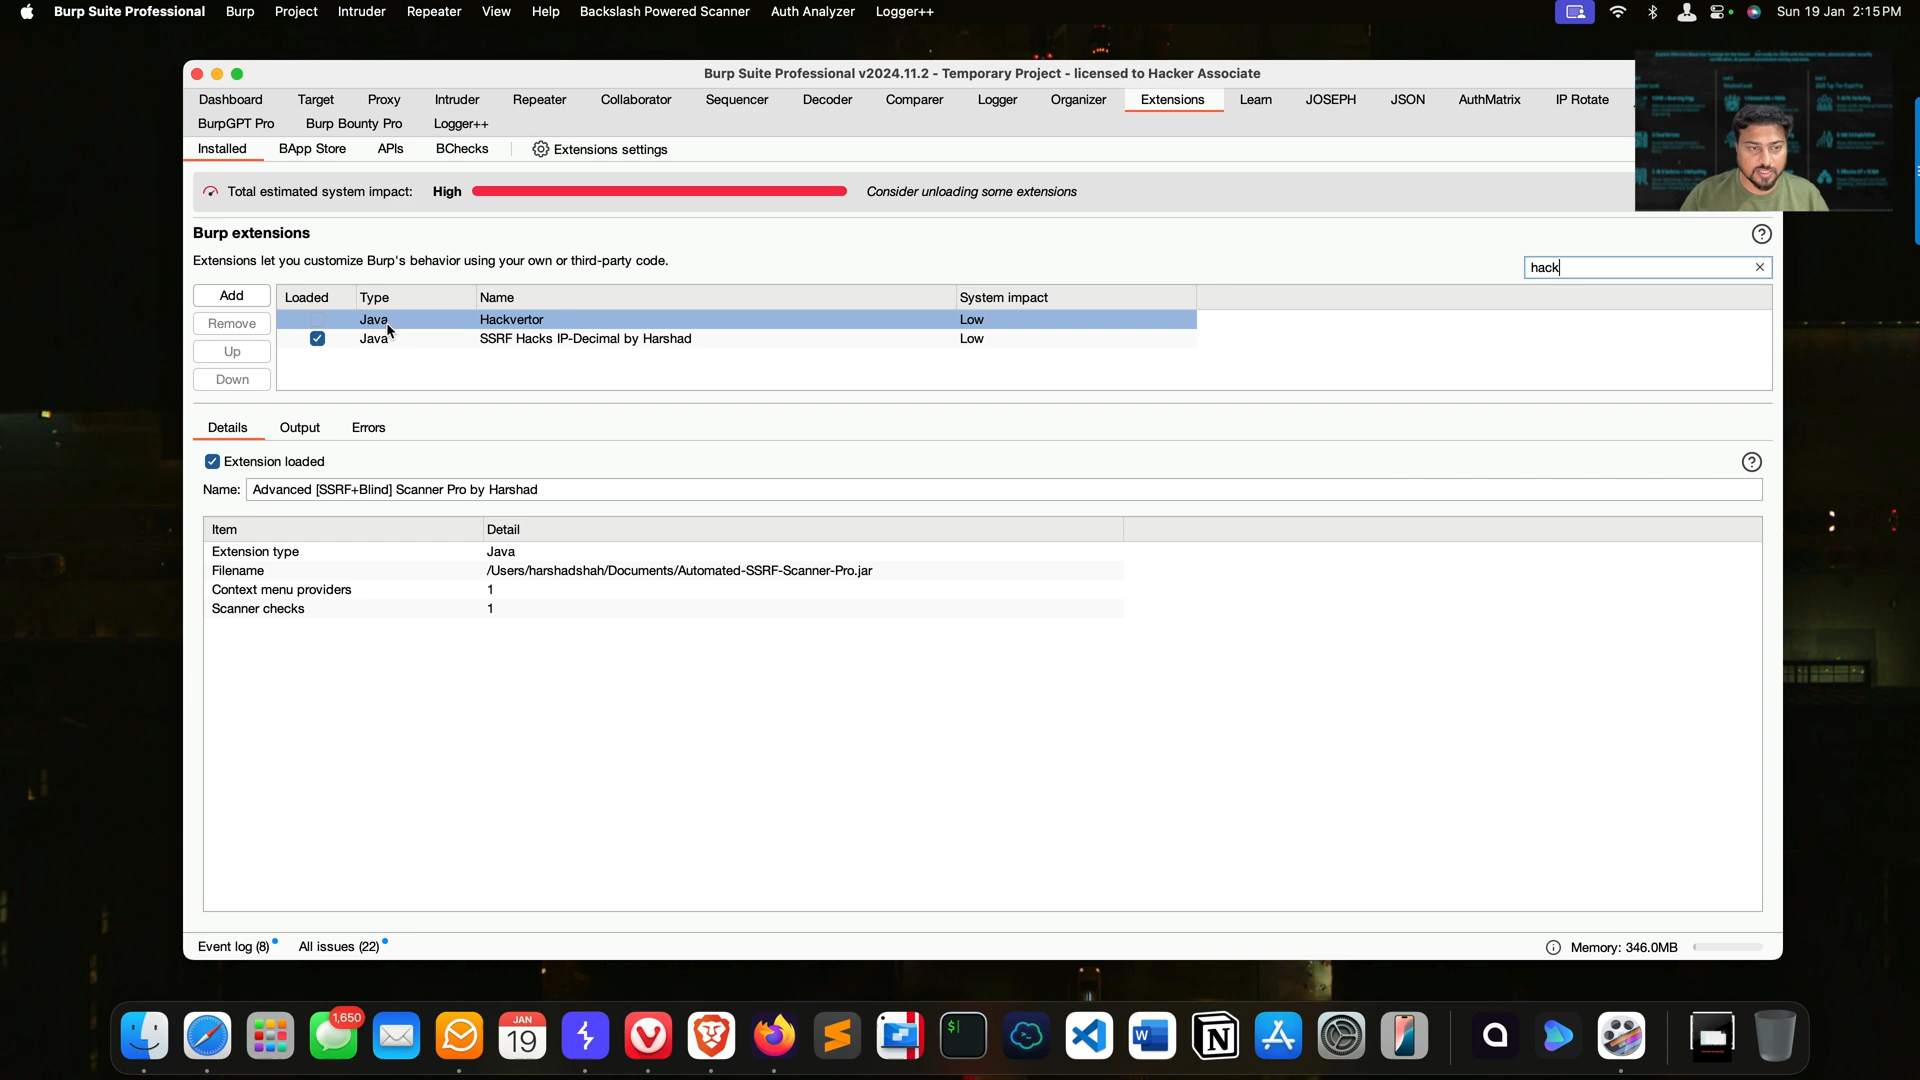 Burp Suite Professional Burp Project Intruder Repeater View Help Backslash Powered Scanner Auth Analyzer Logger++ Sun 19 Jan 2:15 PM
Burp Suite Professional v2024.11.2 - Temporary Project - licensed to Hacker Associate
Dashboard Target Proxy Intruder Repeater Collaborator Sequencer Decoder Comparer Logger Organizer Extensions Learn JOSEPH JSON AuthMatrix IP Rotate
BurpGPT Pro Burp Bounty Pro Logger++
Installed BApp Store APIs BChecks Extensions settings
Total estimated system impact: High Consider unloading some extensions
Burp extensions
Extensions let you customize Burp's behavior using your own or third-party code.
hack
Add Loaded Type Name System impact
Remove Java Hackvertor Low
Java SSRF Hacks IP-Decimal by Harshad Low
Up
Down
Details Output Errors
Extension loaded
Name: Advanced [SSRF+Blind] Scanner Pro by Harshad
Item Detail
Extension type Java
Filename /Users/harshadshah/Documents/Automated-SSRF-Scanner-Pro.jar
Context menu providers 1
Scanner checks 1
Event log (8) All issues (22) Memory: 346.0MB
1,650
JAN
19
$
W
N